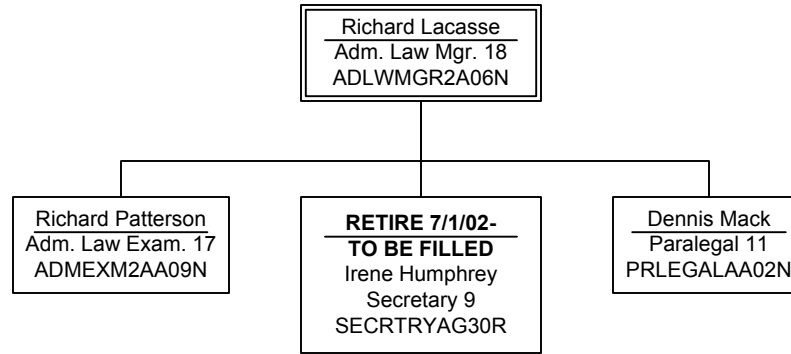 Richard Lacasse
Adm. Law Mgr. 18
ADLWMGR2A06N
Richard Patterson
Adm. Law Exam. 17
ADMEXM2AA09N
RETIRE 7/1/02-
TO BE FILLED
Irene Humphrey
Secretary 9
SECRTRYAG30R
Dennis Mack
Paralegal 11
PRLEGALAA02N